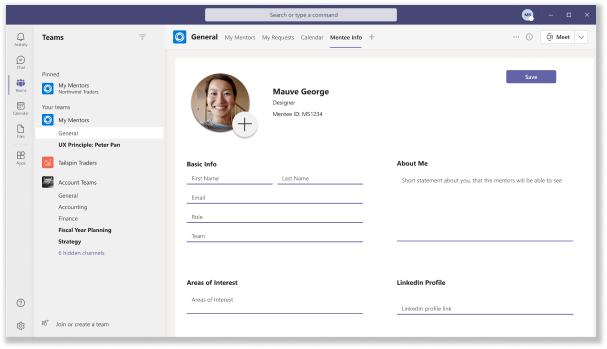 Search or type a command
MB
Activity
Chat
Teams
Calendar
Files
Apps
Teams
Pinned
My Mentors
Northwind Traders
Your teams
My Mentors
General
UX Principle: Peter Pan
Tailspin Traders
Account Teams
General
Accounting
Finance
Fiscal Year Planning
Strategy
6 hidden channels
Join or create a team
General
My Mentors
My Requests
Calendar
Mentee Info
Meet
Save
Mauve George
Designer
Mentee ID: MS1234
Basic Info
First Name
Last Name
Email
Role
Team
About Me
Short statement about you, that the mentors will be able to see
Areas of Interest
Areas of Interest
LinkedIn Profile
LinkedIn profile link